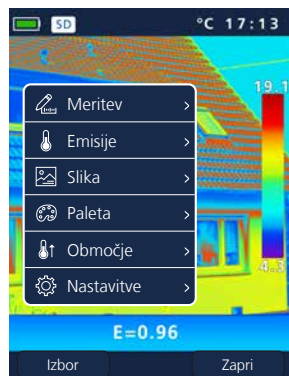 SD °C 17:13
19.1
Meritev
Emisije
Slika
Paleta
Območje
Nastavitve
4.3
E=0.96
Izbor Zapri